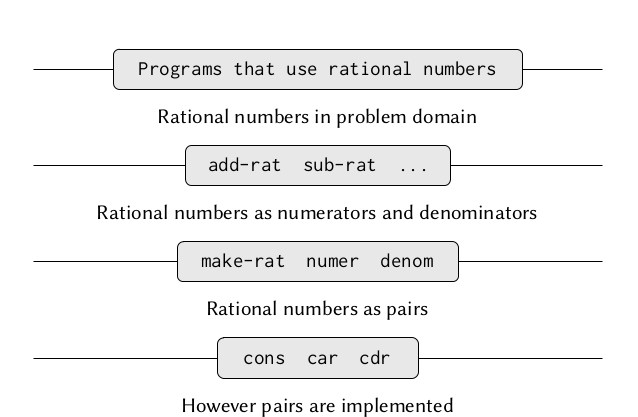 Programs that use rational numbers
Rational numbers in problem domain
add-rat sub-rat ...
Rational numbers as numerators and denominators
make-rat numer denom
Rational numbers as pairs
cons car cdr
However pairs are implemented